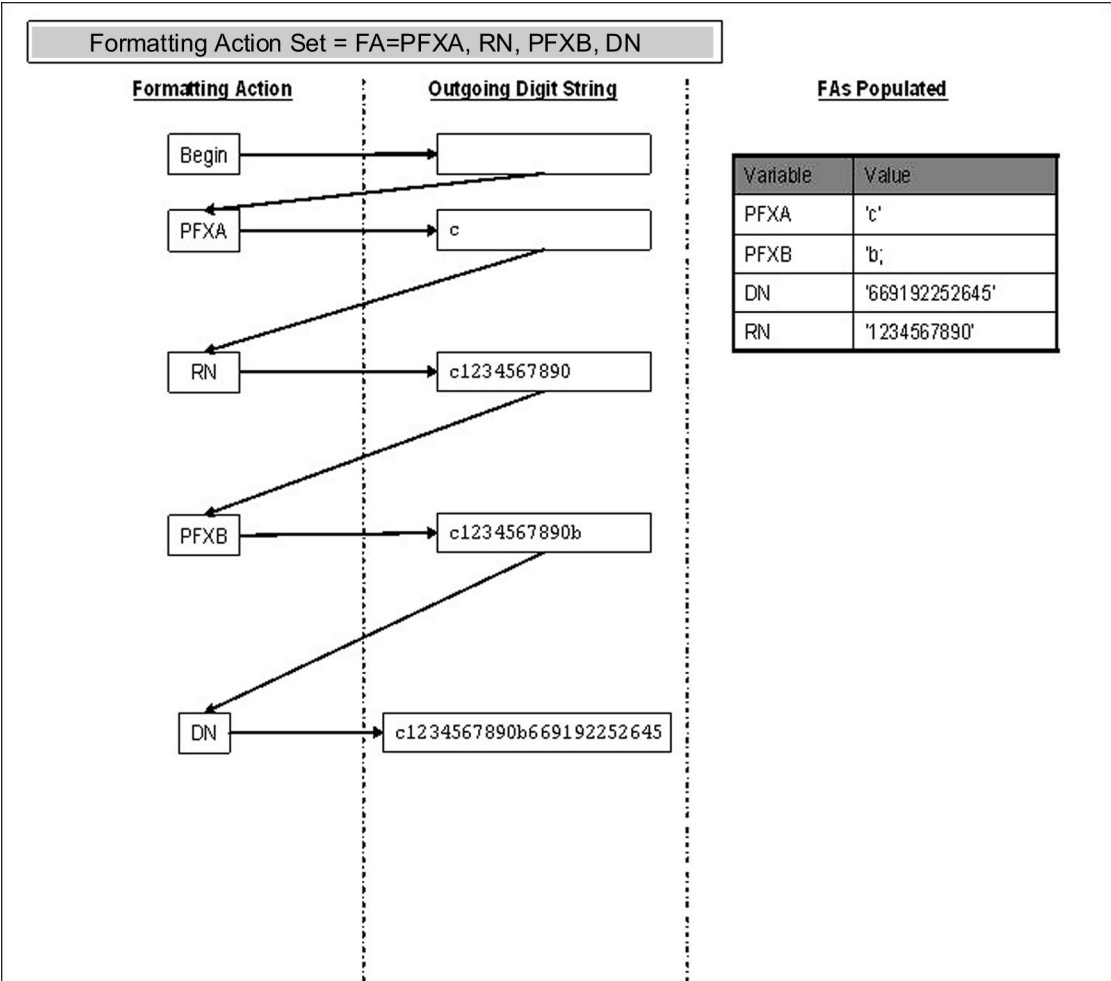 Formatting Action Set = FA=PFXA, RN, PFXB, DN
Formatting Action
Outgoing Digit String
FAs Populated
Begin
PFXA
c
RN
c1234567890
PFXB
c1234567890b
DN
c1234567890b669192252645
Variable Value
PFXA 'c'
PFXB 'b;
DN '669192252645'
RN '1234567890'